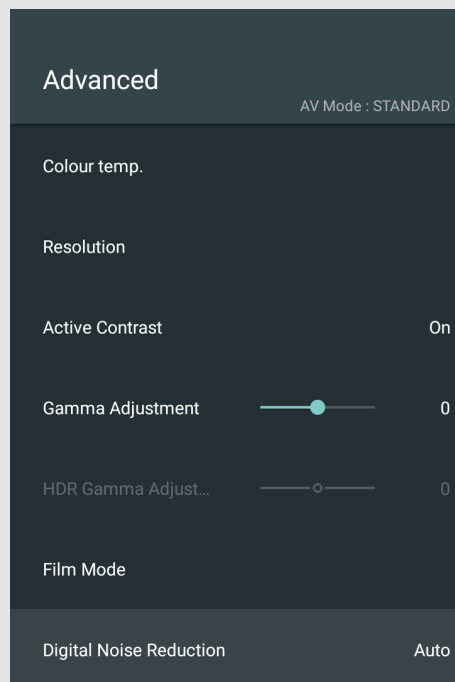 Advanced
AV Mode : STANDARD
Colour temp.
Resolution
Active Contrast On
Gamma Adjustment 0
HDR Gamma Adjust... 0
Film Mode
Digital Noise Reduction Auto